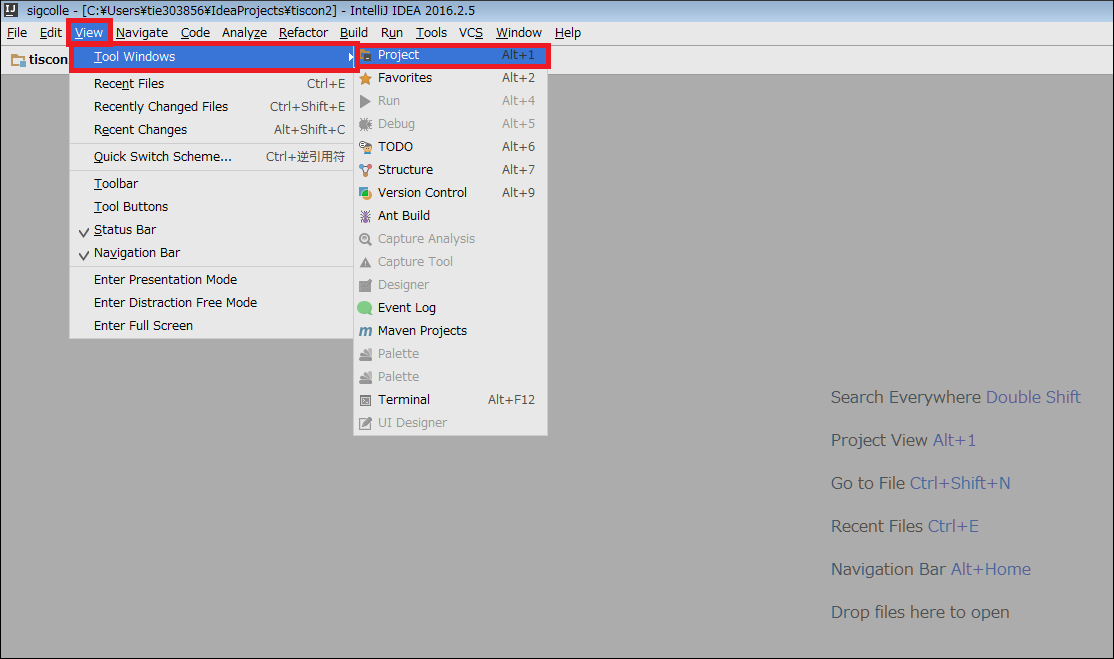 sigcolle - [C:¥Users¥tie303856¥IdeaProjects¥tiscon2] - IntelliJ IDEA 2016.2.5
File Edit View Navigate Code Analyze Refactor Build Run Tools VCS Window Help
tiscon
Tool Windows
Recent Files Ctrl+E
Recently Changed Files Ctrl+Shift+E
Recent Changes Alt+Shift+C
Quick Switch Scheme... Ctrl+逆引用符
Toolbar
Tool Buttons
Status Bar
Navigation Bar
Enter Presentation Mode
Enter Distraction Free Mode
Enter Full Screen
Project Alt+1
Favorites Alt+2
Run Alt+4
Debug Alt+5
TODO Alt+6
Structure Alt+7
Version Control Alt+9
Ant Build
Capture Analysis
Capture Tool
Designer
Event Log
Maven Projects
Palette
Palette
Terminal Alt+F12
UI Designer
Search Everywhere Double Shift
Project View Alt+1
Go to File Ctrl+Shift+N
Recent Files Ctrl+E
Navigation Bar Alt+Home
Drop files here to open